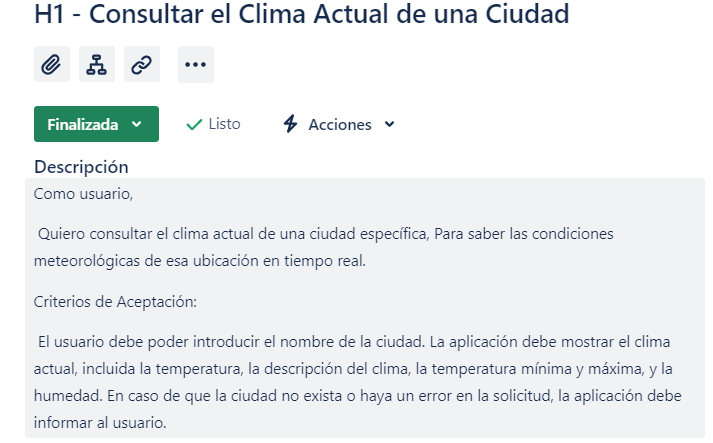 H1 - Consultar el Clima Actual de una Ciudad
Finalizada
Listo
Acciones
Descripción
Como usuario,
Quiero consultar el clima actual de una ciudad específica, Para saber las condiciones
meteorológicas de esa ubicación en tiempo real.
Criterios de Aceptación:
El usuario debe poder introducir el nombre de la ciudad. La aplicación debe mostrar el clima
actual, incluida la temperatura, la descripción del clima, la temperatura mínima y máxima, y la
humedad. En caso de que la ciudad no exista o haya un error en la solicitud, la aplicación debe
informar al usuario.